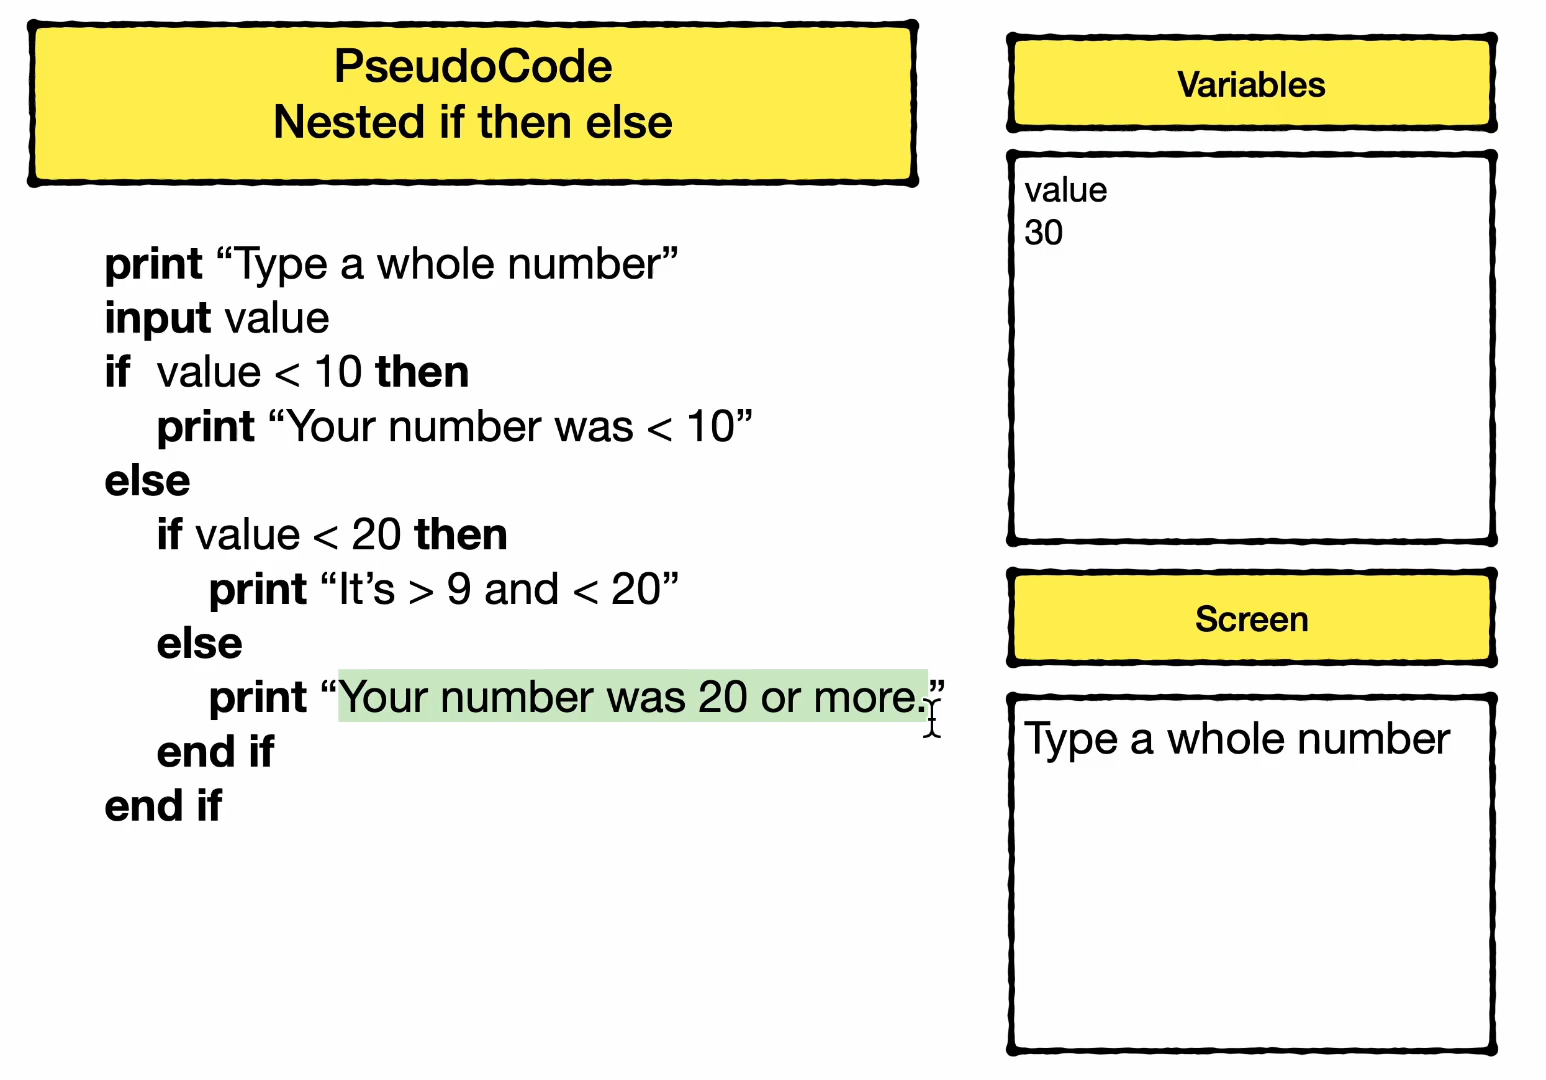 PseudoCode
Nested if then else
print “Type a whole number”
input value
if value < 10 then
print “Your number was < 10”
else
if value < 20 then
print “It’s > 9 and < 20”
else
print “Your number was 20 or more.”
end if
end if
Variables
value
30
Screen
Type a whole number